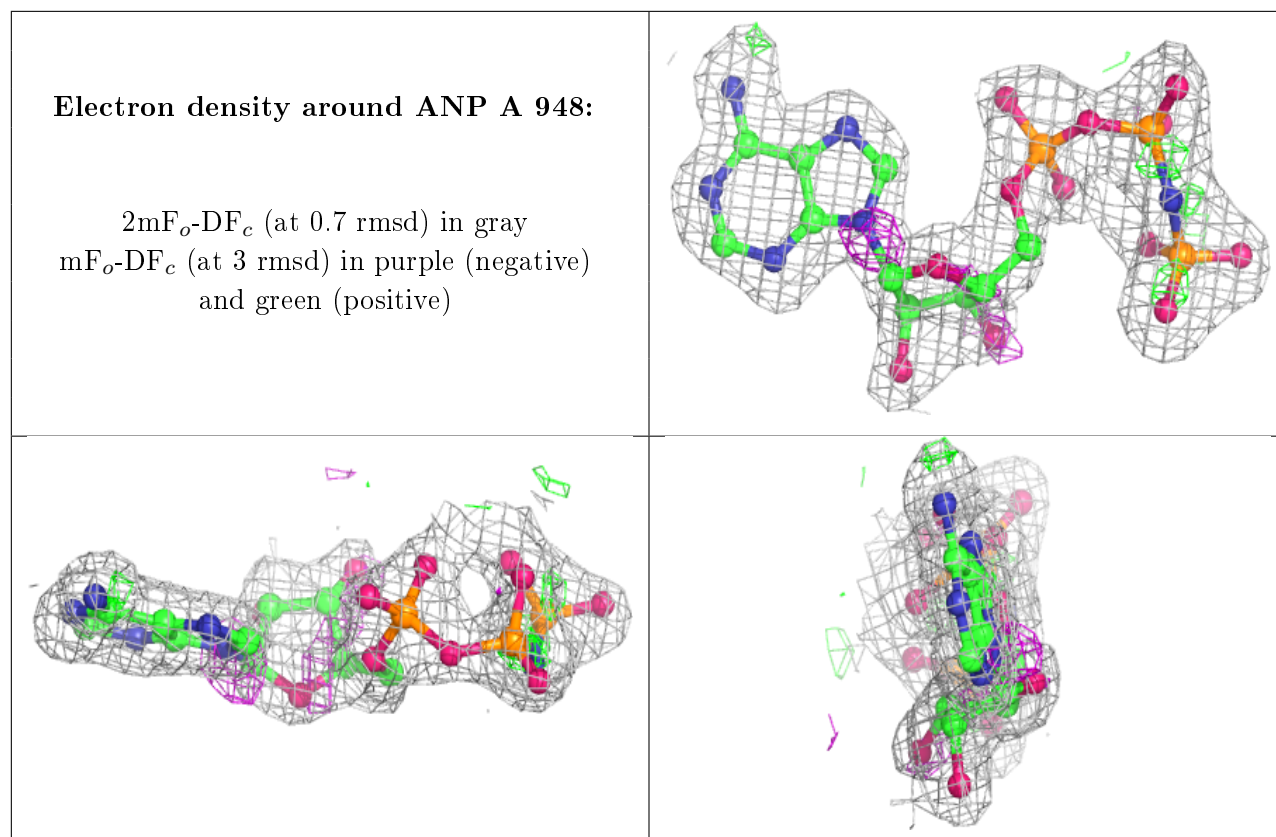 Electron density around ANP A 948:
2mFo-DFc (at 0.7 rmsd) in gray
mFo-DFc (at 3 rmsd) in purple (negative)
and green (positive)